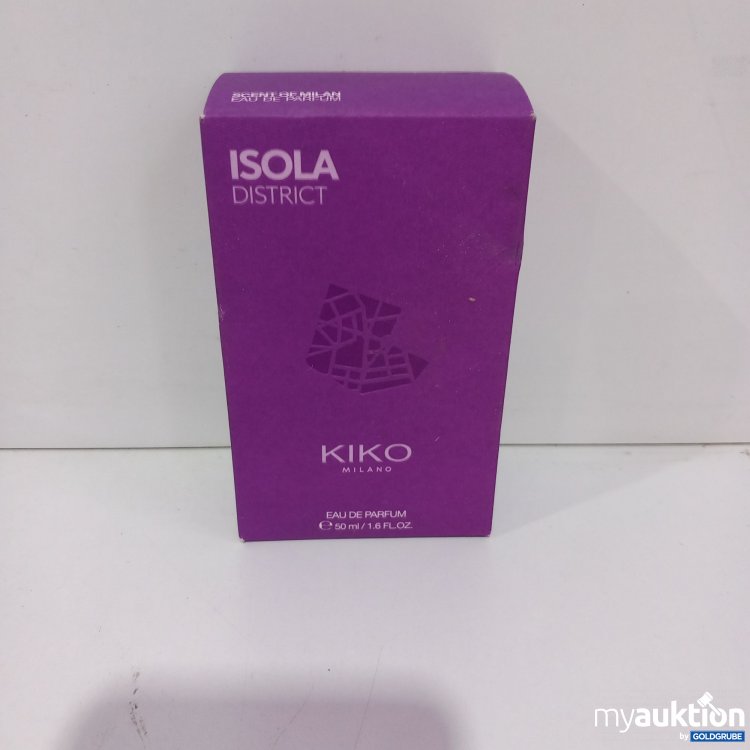 SCENT OF MILAN
EAU DE PARFUM
ISOLA
DISTRICT
KIKO
MILANO
EAU DE PARFUM
℮ 50 ml / 1.6 FL.OZ.
myauktion
by GOLDGRUBE